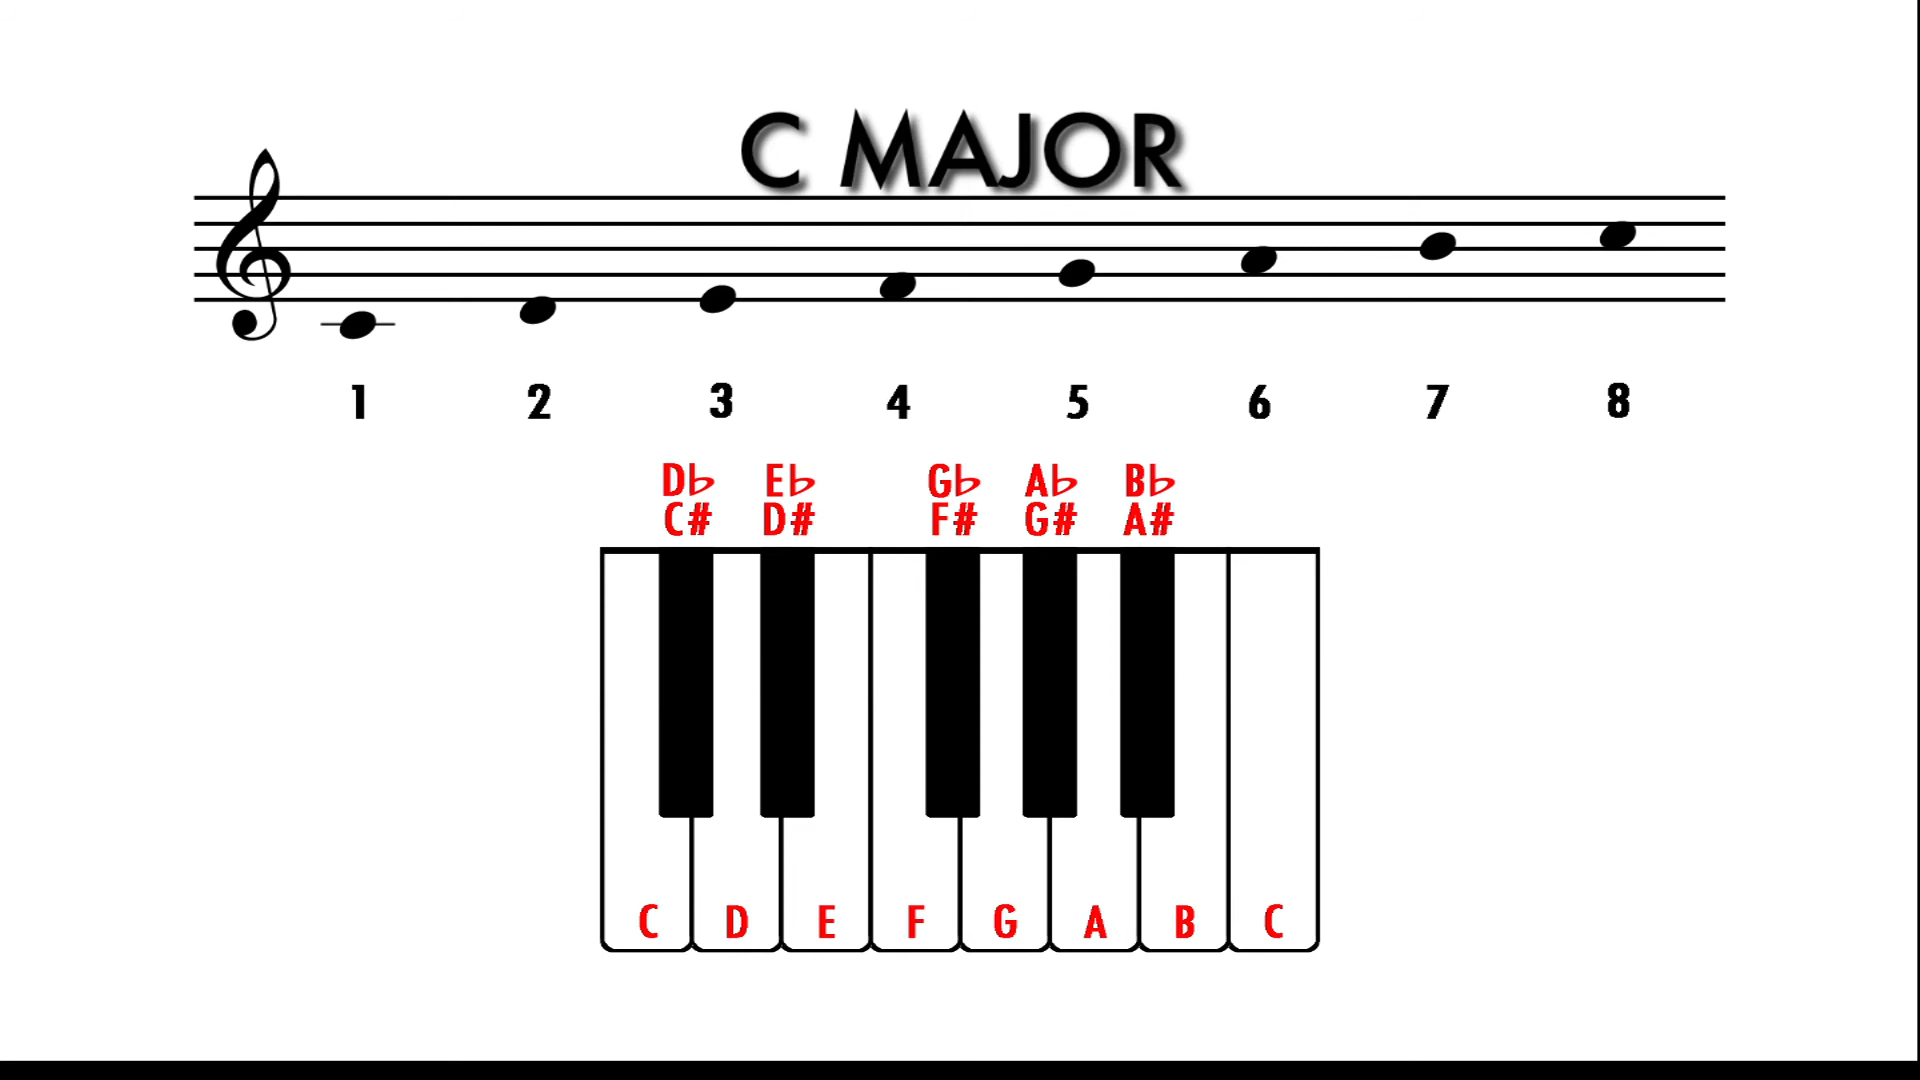 C MAJOR
1 2 3 4 5 6 7 8
D♭ E♭ G♭ A♭ B♭
C# D# F# G# A#
C D E F G A B C